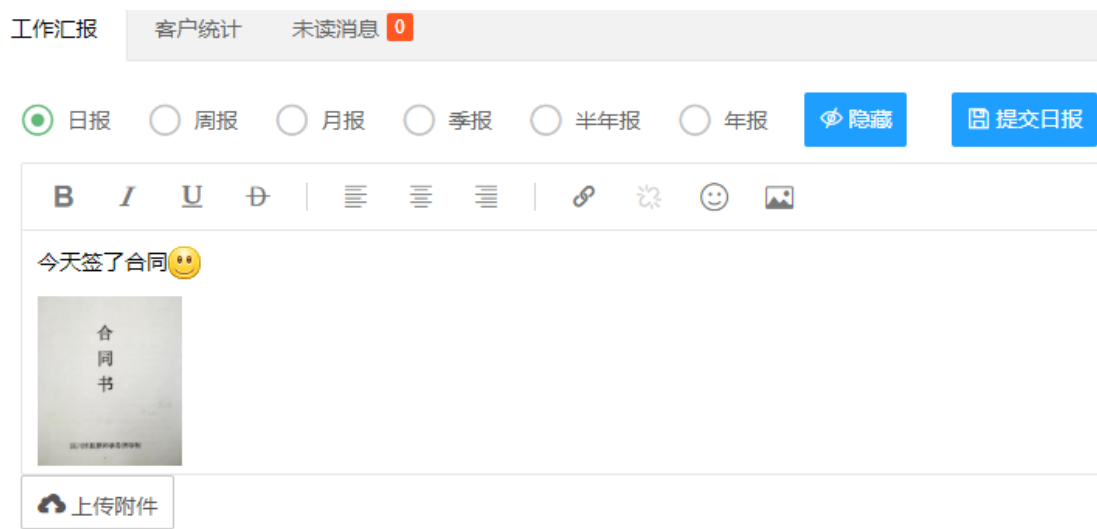 工作汇报 客户统计 未读消息 0
日报 周报 月报 季报 半年报 年报 隐藏 提交日报
B I U D
今天签了合同
合
同
书
上传附件